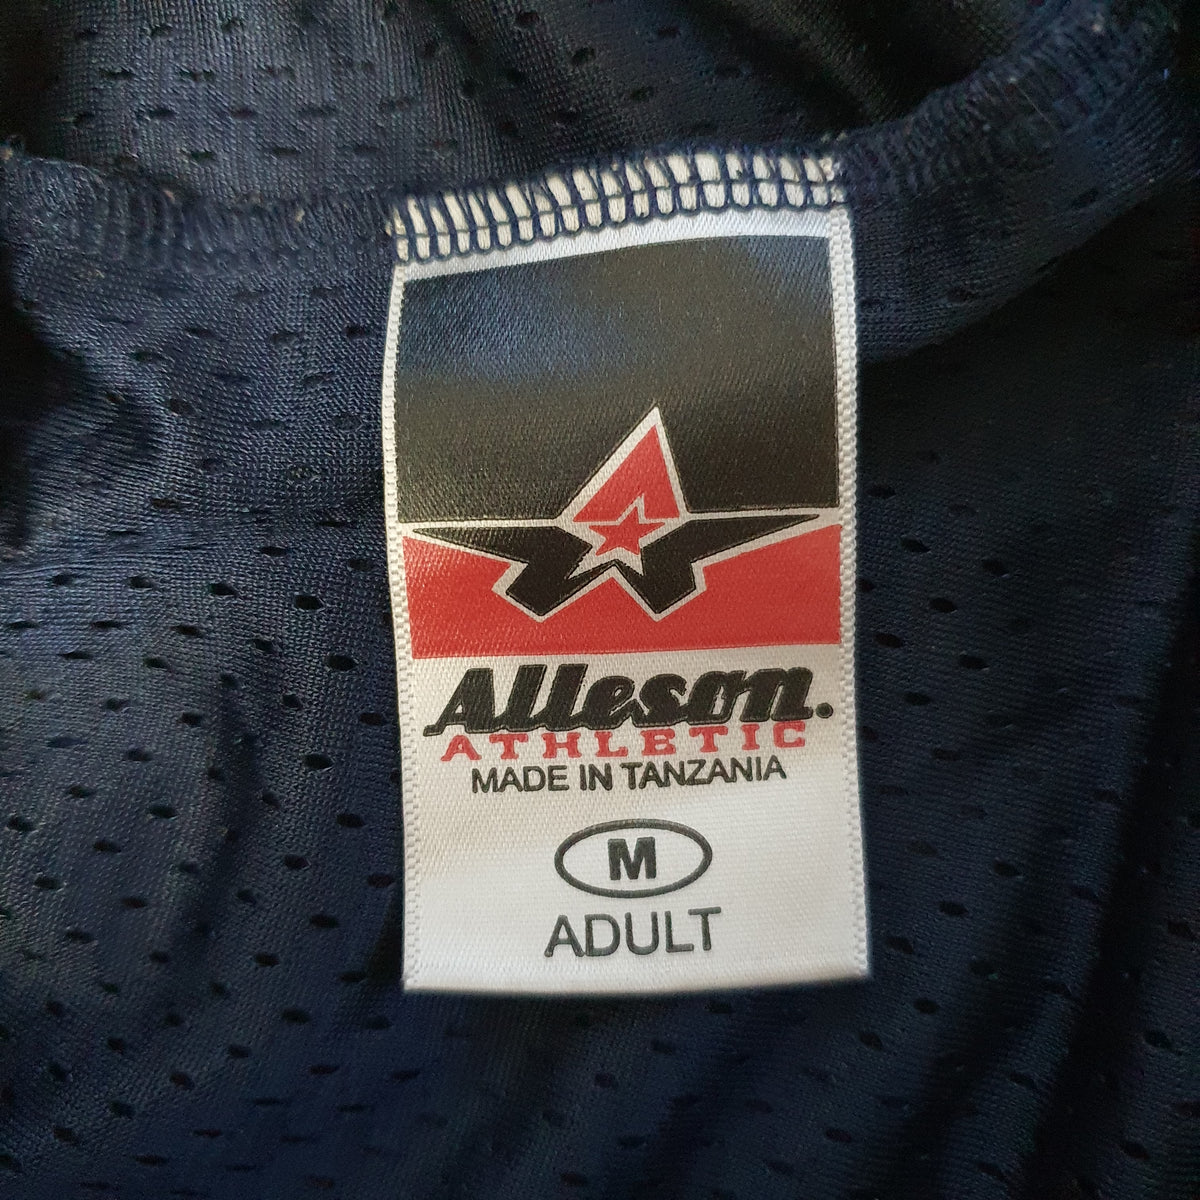 Alleson.
ATHLETIC
MADE IN TANZANIA
M
ADULT